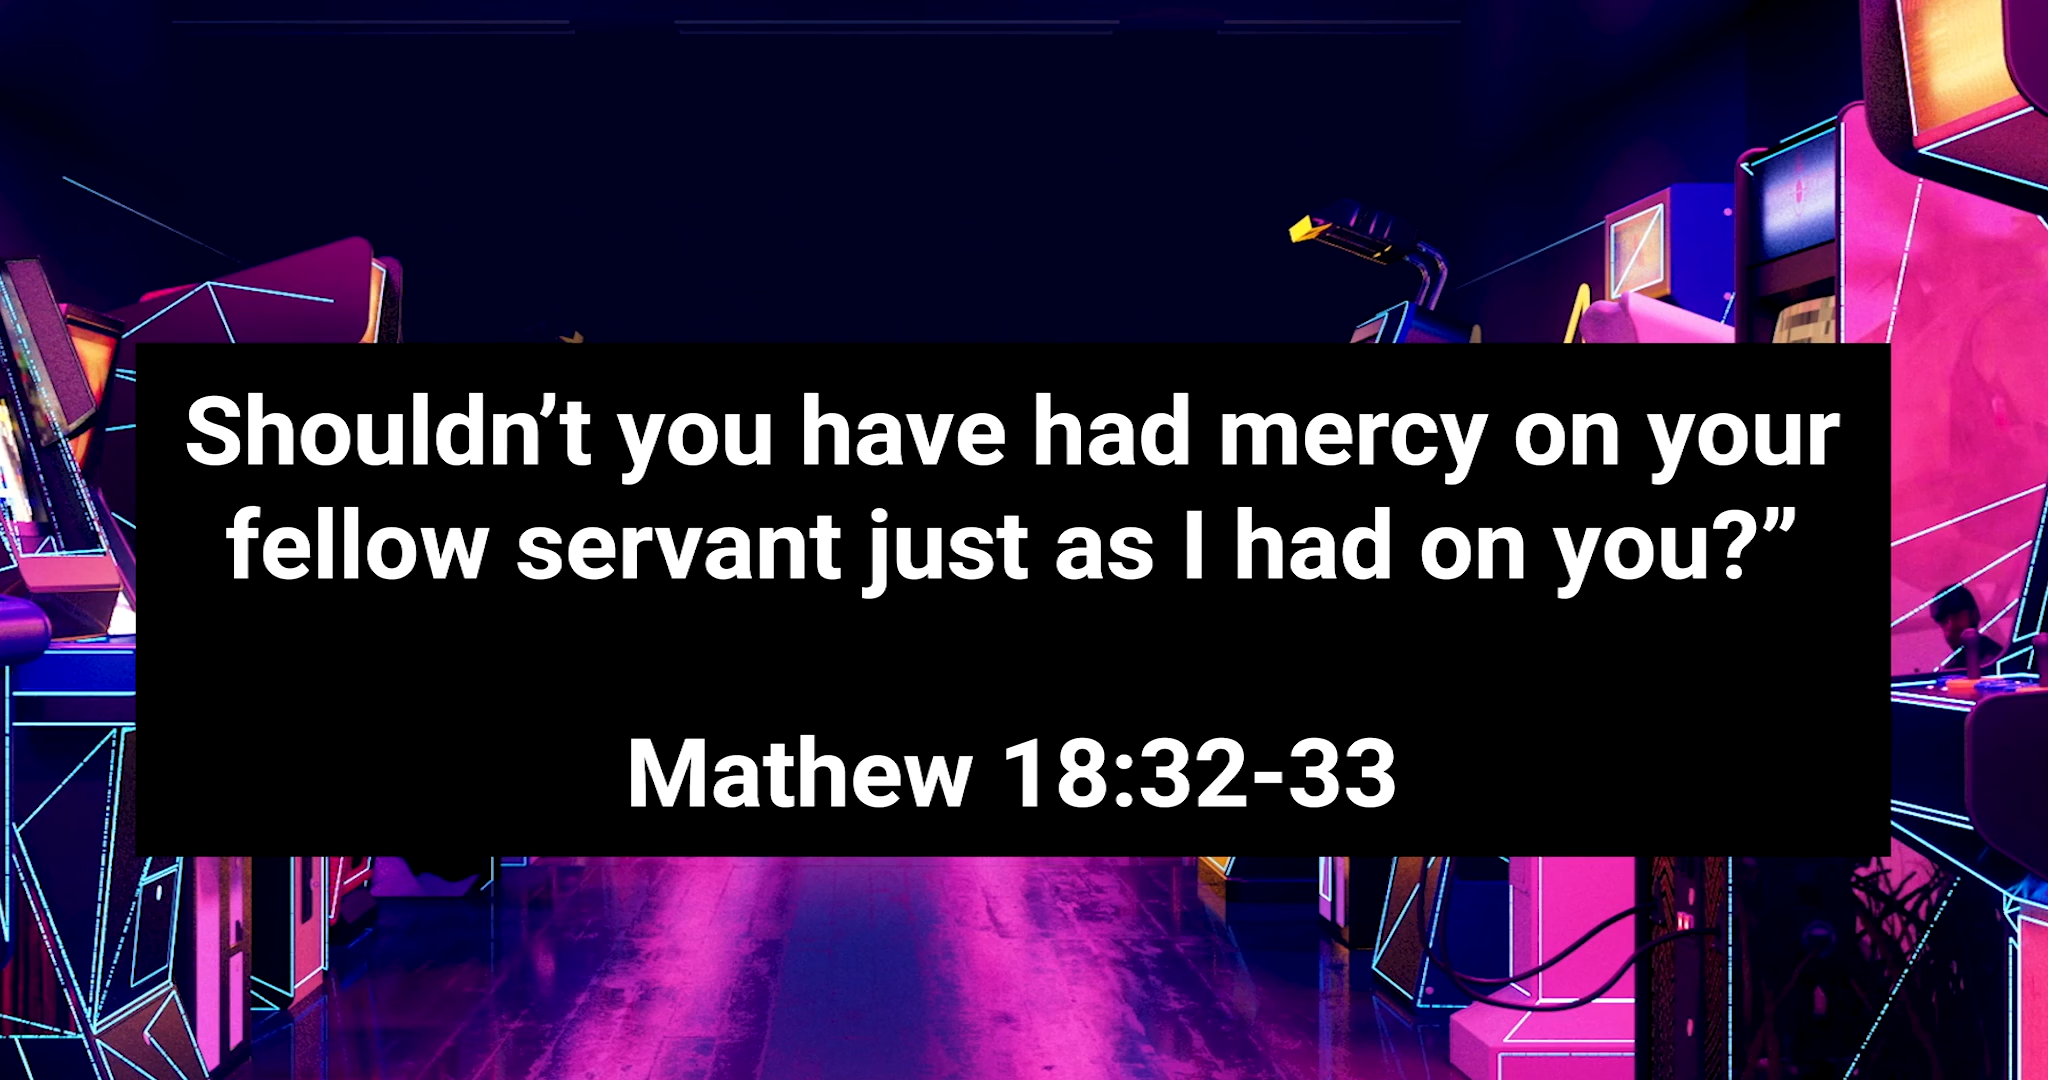 Shouldn’t you have had mercy on your
fellow servant just as I had on you?”
Mathew 18:32-33